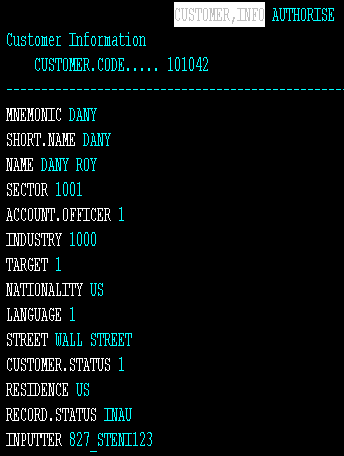 CUSTOMER,INFO AUTHORISE
Customer Information
CUSTOMER.CODE..... 101042
------------------------------------------------
MNEMONIC DANY
SHORT.NAME DANY
NAME DANY ROY
SECTOR 1001
ACCOUNT.OFFICER 1
INDUSTRY 1000
TARGET 1
NATIONALITY US
LANGUAGE 1
STREET WALL STREET
CUSTOMER.STATUS 1
RESIDENCE US
RECORD.STATUS INAU
INPUTTER 827_STENI123